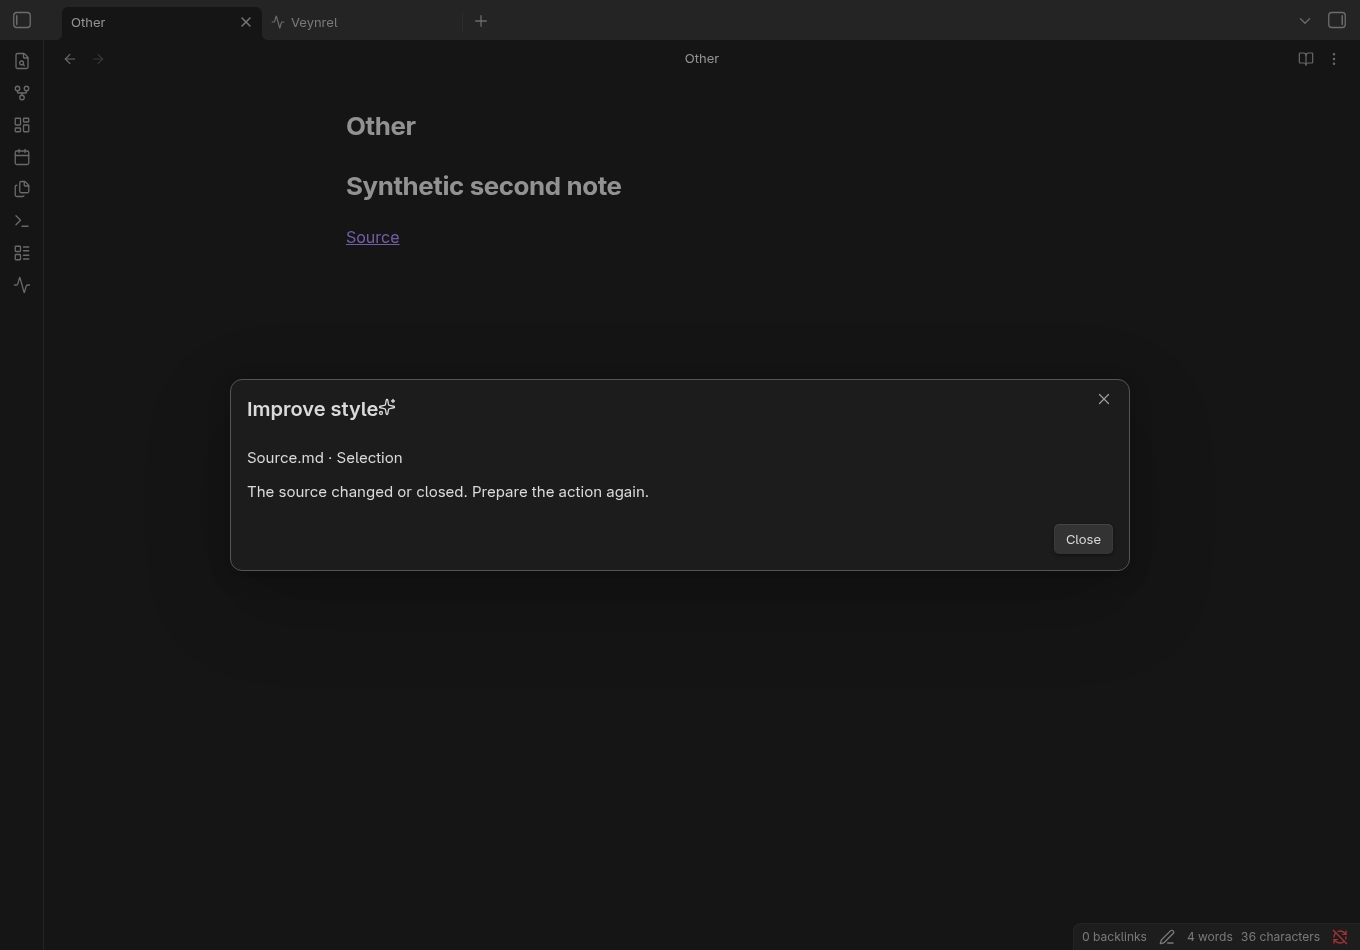 Other
Veynrel
Other
Other
Synthetic second note
Source
Improve style
Source.md · Selection
The source changed or closed. Prepare the action again.
Close
0 backlinks 4 words 36 characters